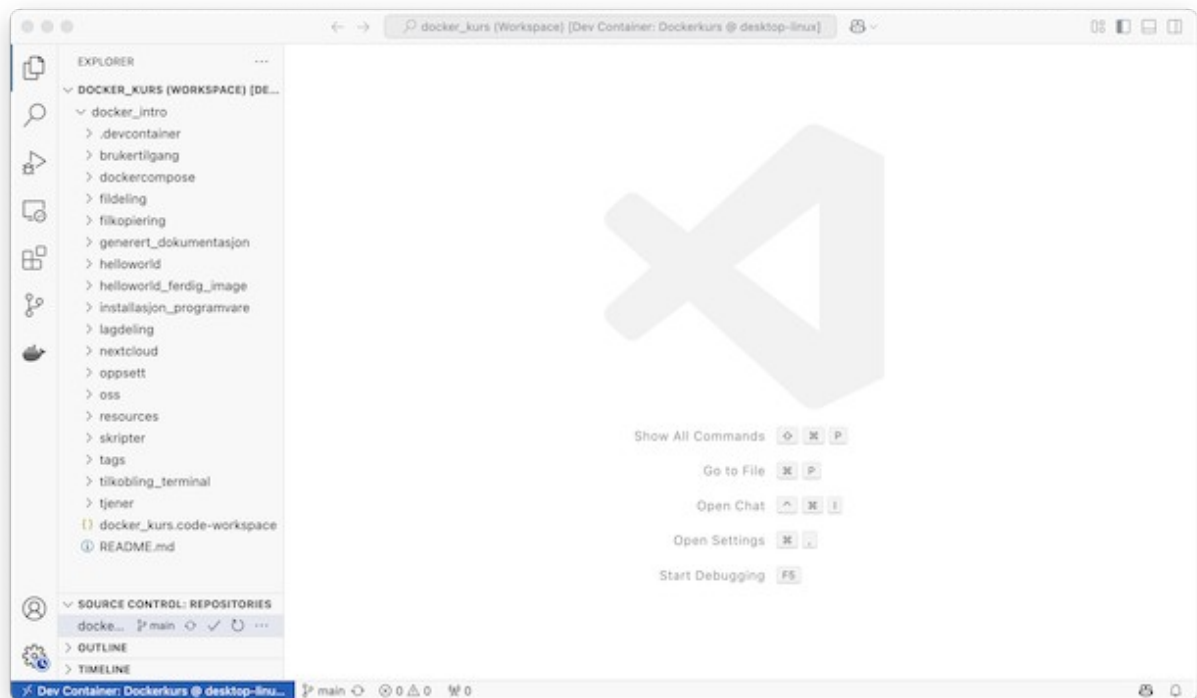 docker_kurs (Workspace) [Dev Container: Dockerkurs @ desktop-linux]
EXPLORER
DOCKER_KURS (WORKSPACE) [DE...
docker_intro
.devcontainer
brukertilgang
dockercompose
fildeling
filkopiering
generert_dokumentasjon
helloworld
helloworld_ferdig_image
installasjon_programvare
lagdeling
nextcloud
oppsett
oss
resources
skripter
tags
tilkobling_terminal
tjener
{} docker_kurs.code-workspace
README.md
SOURCE CONTROL: REPOSITORIES
docke... main ...
OUTLINE
TIMELINE
Show All Commands ⇧ ⌘ P
Go to File ⌘ P
Open Chat ^ ⌘ I
Open Settings ⌘ ,
Start Debugging F5
Dev Container: Dockerkurs @ desktop-linu... main 0 0 0